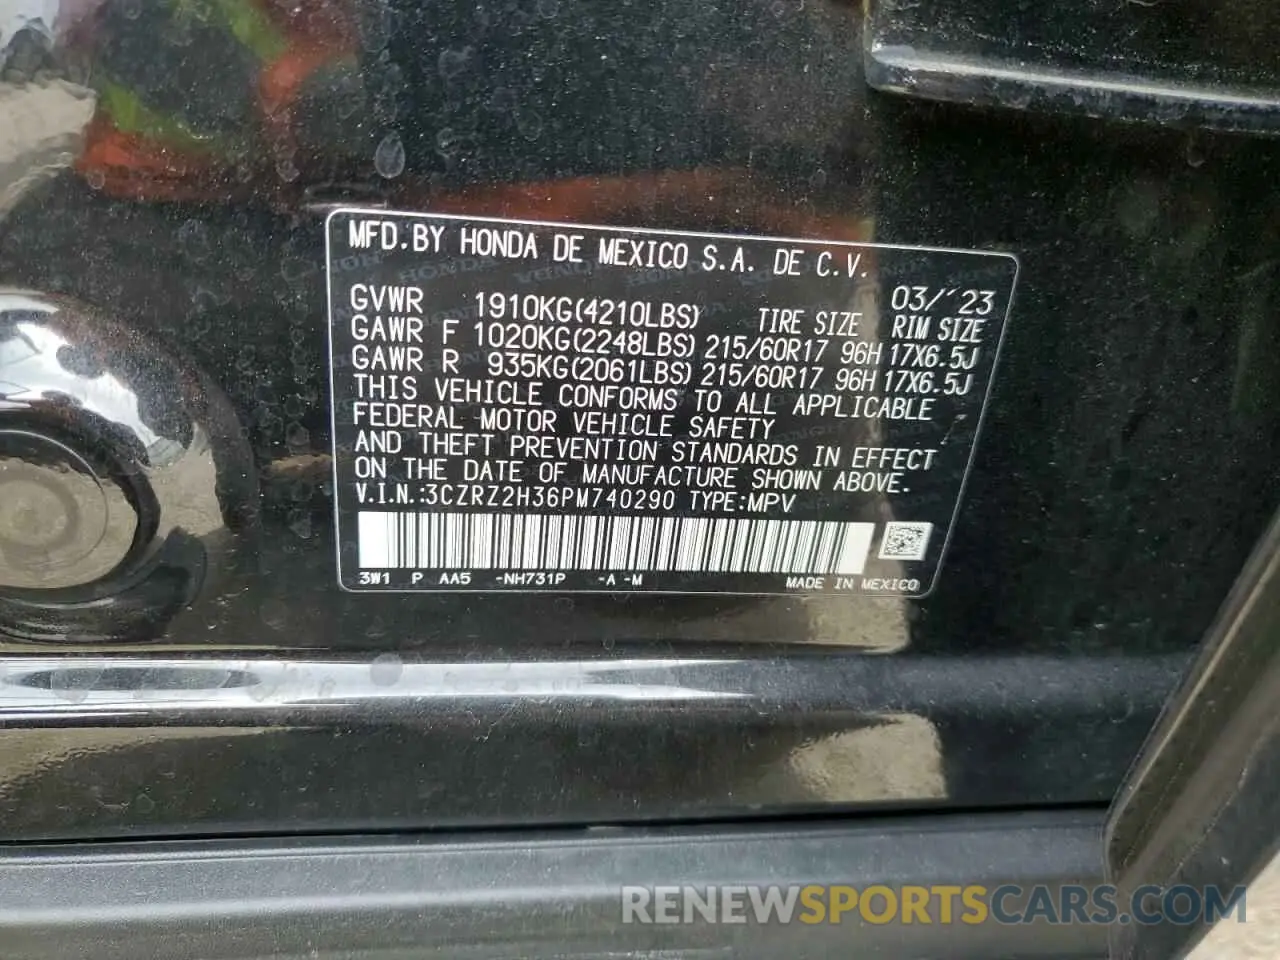 MFD.BY HONDA DE MEXICO S.A. DE C.V.
03/'23
GVWR 1910KG(4210LBS) TIRE SIZE RIM SIZE
GAWR F 1020KG(2248LBS) 215/60R17 96H 17X6.5J
GAWR R 935KG(2061LBS) 215/60R17 96H 17X6.5J
THIS VEHICLE CONFORMS TO ALL APPLICABLE
FEDERAL MOTOR VEHICLE SAFETY
AND THEFT PREVENTION STANDARDS IN EFFECT
ON THE DATE OF MANUFACTURE SHOWN ABOVE.
V.I.N.:3CZRZ2H36PM740290 TYPE:MPV
3W1 P AA5 -NH731P -A -M MADE IN MEXICO
RENEWSPORTSCARS.COM